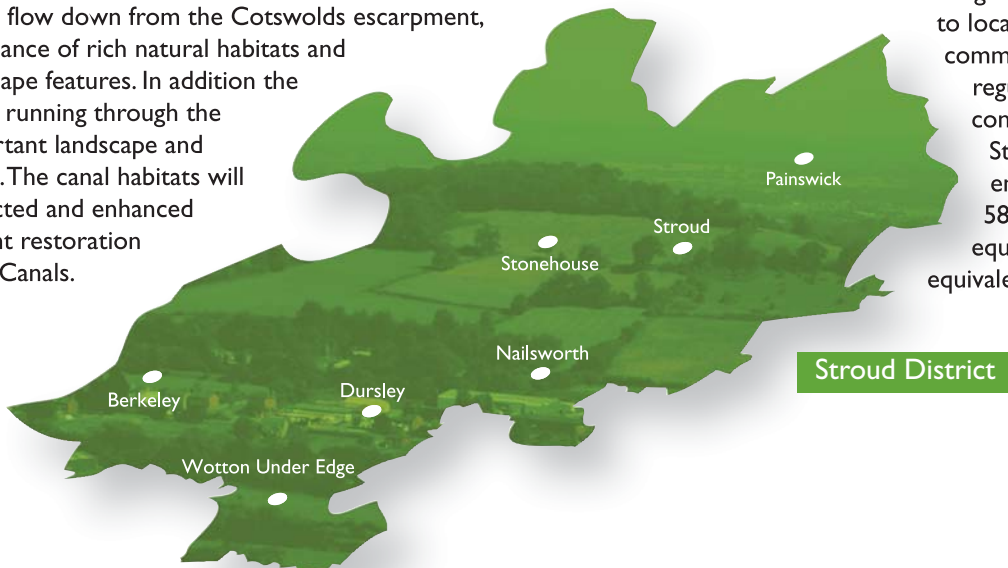 flow down from the Cotswolds escarpment,
ance of rich natural habitats and
ape features. In addition the
running through the
rtant landscape and
. The canal habitats will
cted and enhanced
nt restoration
Canals.
to loca
comm
reg
con
St
en
58
equ
equivale
Painswick
Stroud
Stonehouse
Nailsworth
Berkeley
Dursley
Wotton Under Edge
Stroud District